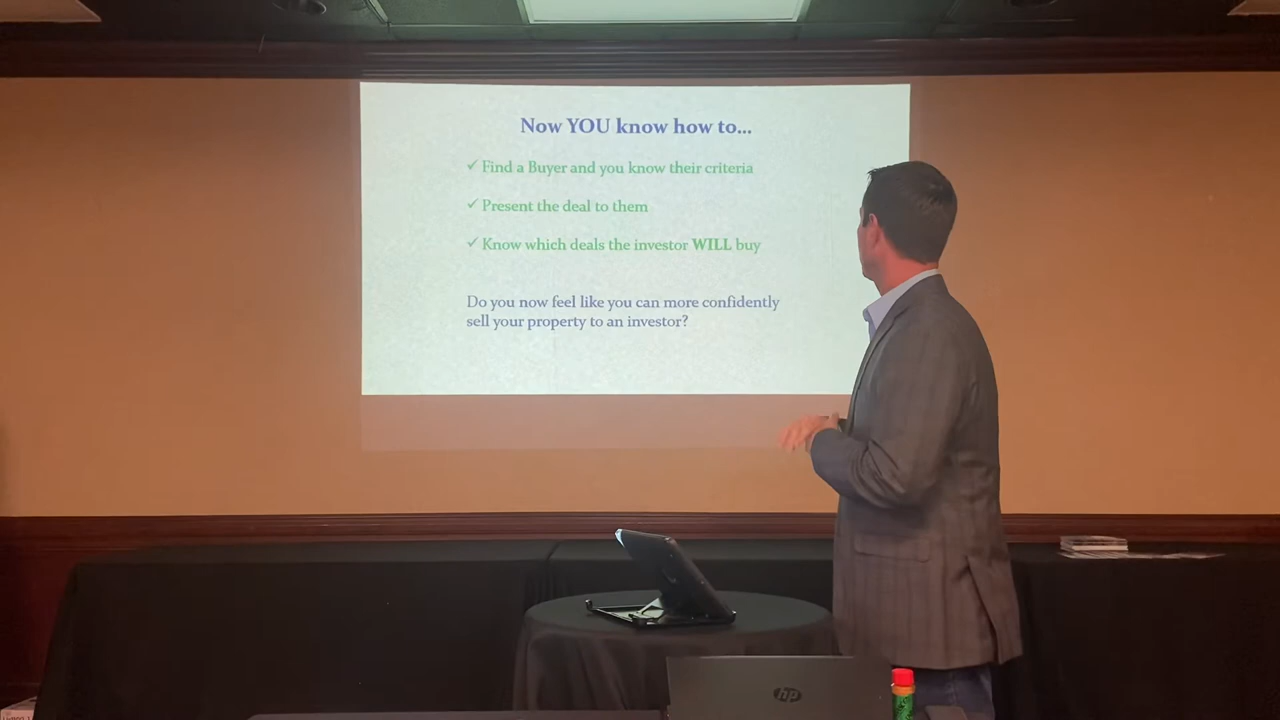 Now YOU know how to...
✓ Find a Buyer and you know their criteria
✓ Present the deal to them
✓ Know which deals the investor WILL buy
Do you now feel like you can more confidently
sell your property to an investor?
hp